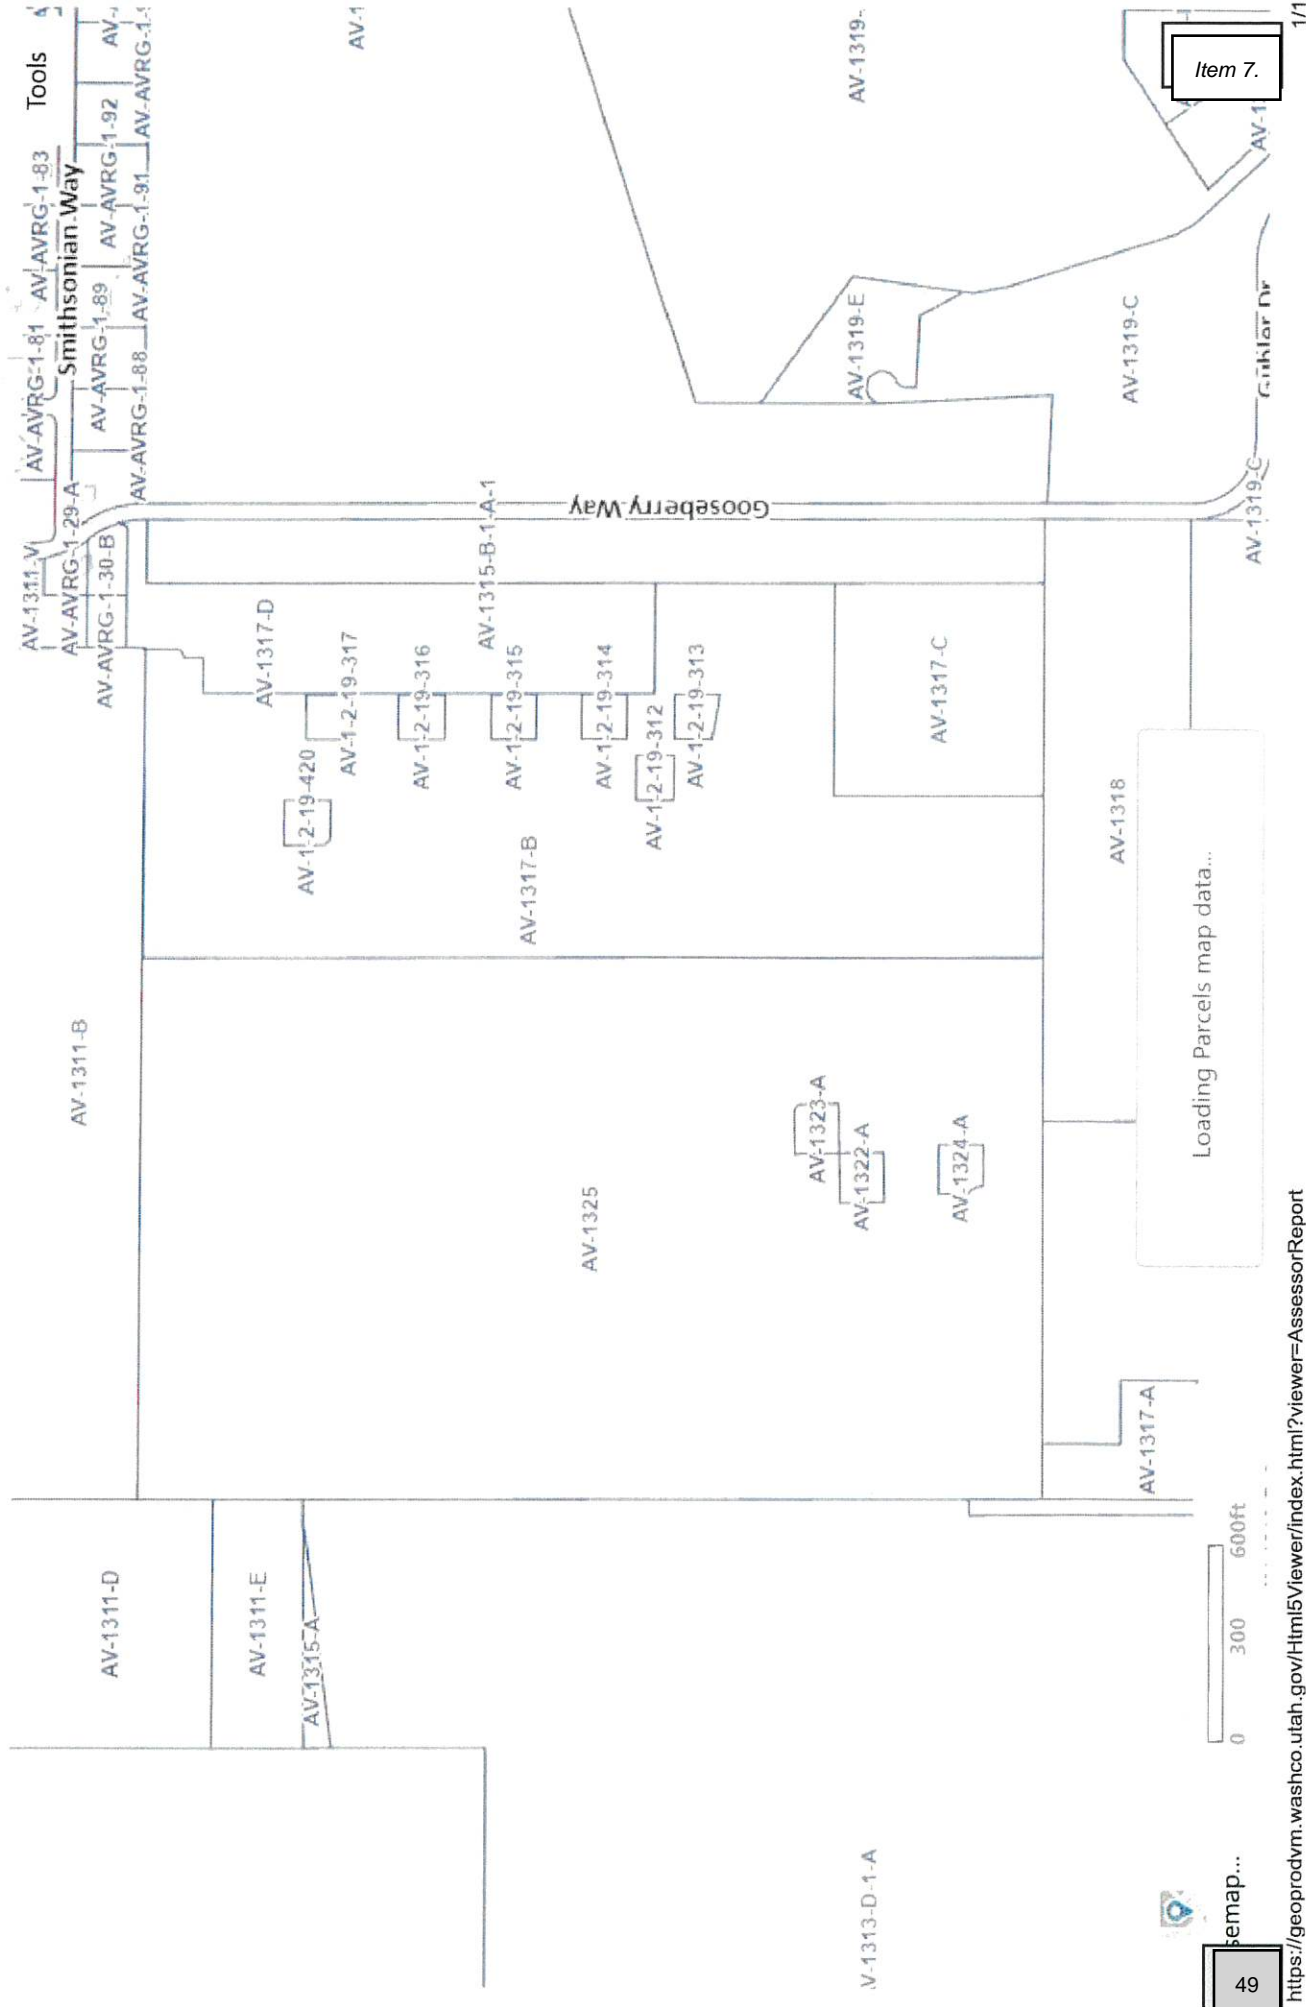 Tools
AV-AVRG-1-81
AV-AVRG-1-83
Smithsonian Way
AV-1311-V
AV-AVRG-1-29-A
AV-AVRG-1-30-B
AV-AVRG-1-89
AV-AVRG-1-92
AV-AVRG-1-88
AV-AVRG-1-91
AV-1311-B
AV-1311-D
AV-1311-E
AV-1315-A
AV-1317-D
AV-1-2-19-420
AV-1-2-19-317
AV-1-2-19-316
AV-1315-B-1-A-1
AV-1-2-19-315
AV-1317-B
AV-1-2-19-314
AV-1-2-19-312
AV-1-2-19-313
Gooseberry Way
AV-1325
AV-1323-A
AV-1322-A
AV-1324-A
AV-1317-C
AV-1319-E
AV-1319-
AV-1319-C
AV-1318
AV-1317-A
V-1313-D-1-A
AV-1319-C
Loading Parcels map data...
0 300 600ft
semap...
Item 7.
49
https://geoprodvm.washco.utah.gov/Html5Viewer/index.html?viewer=AssessorReport
1/1